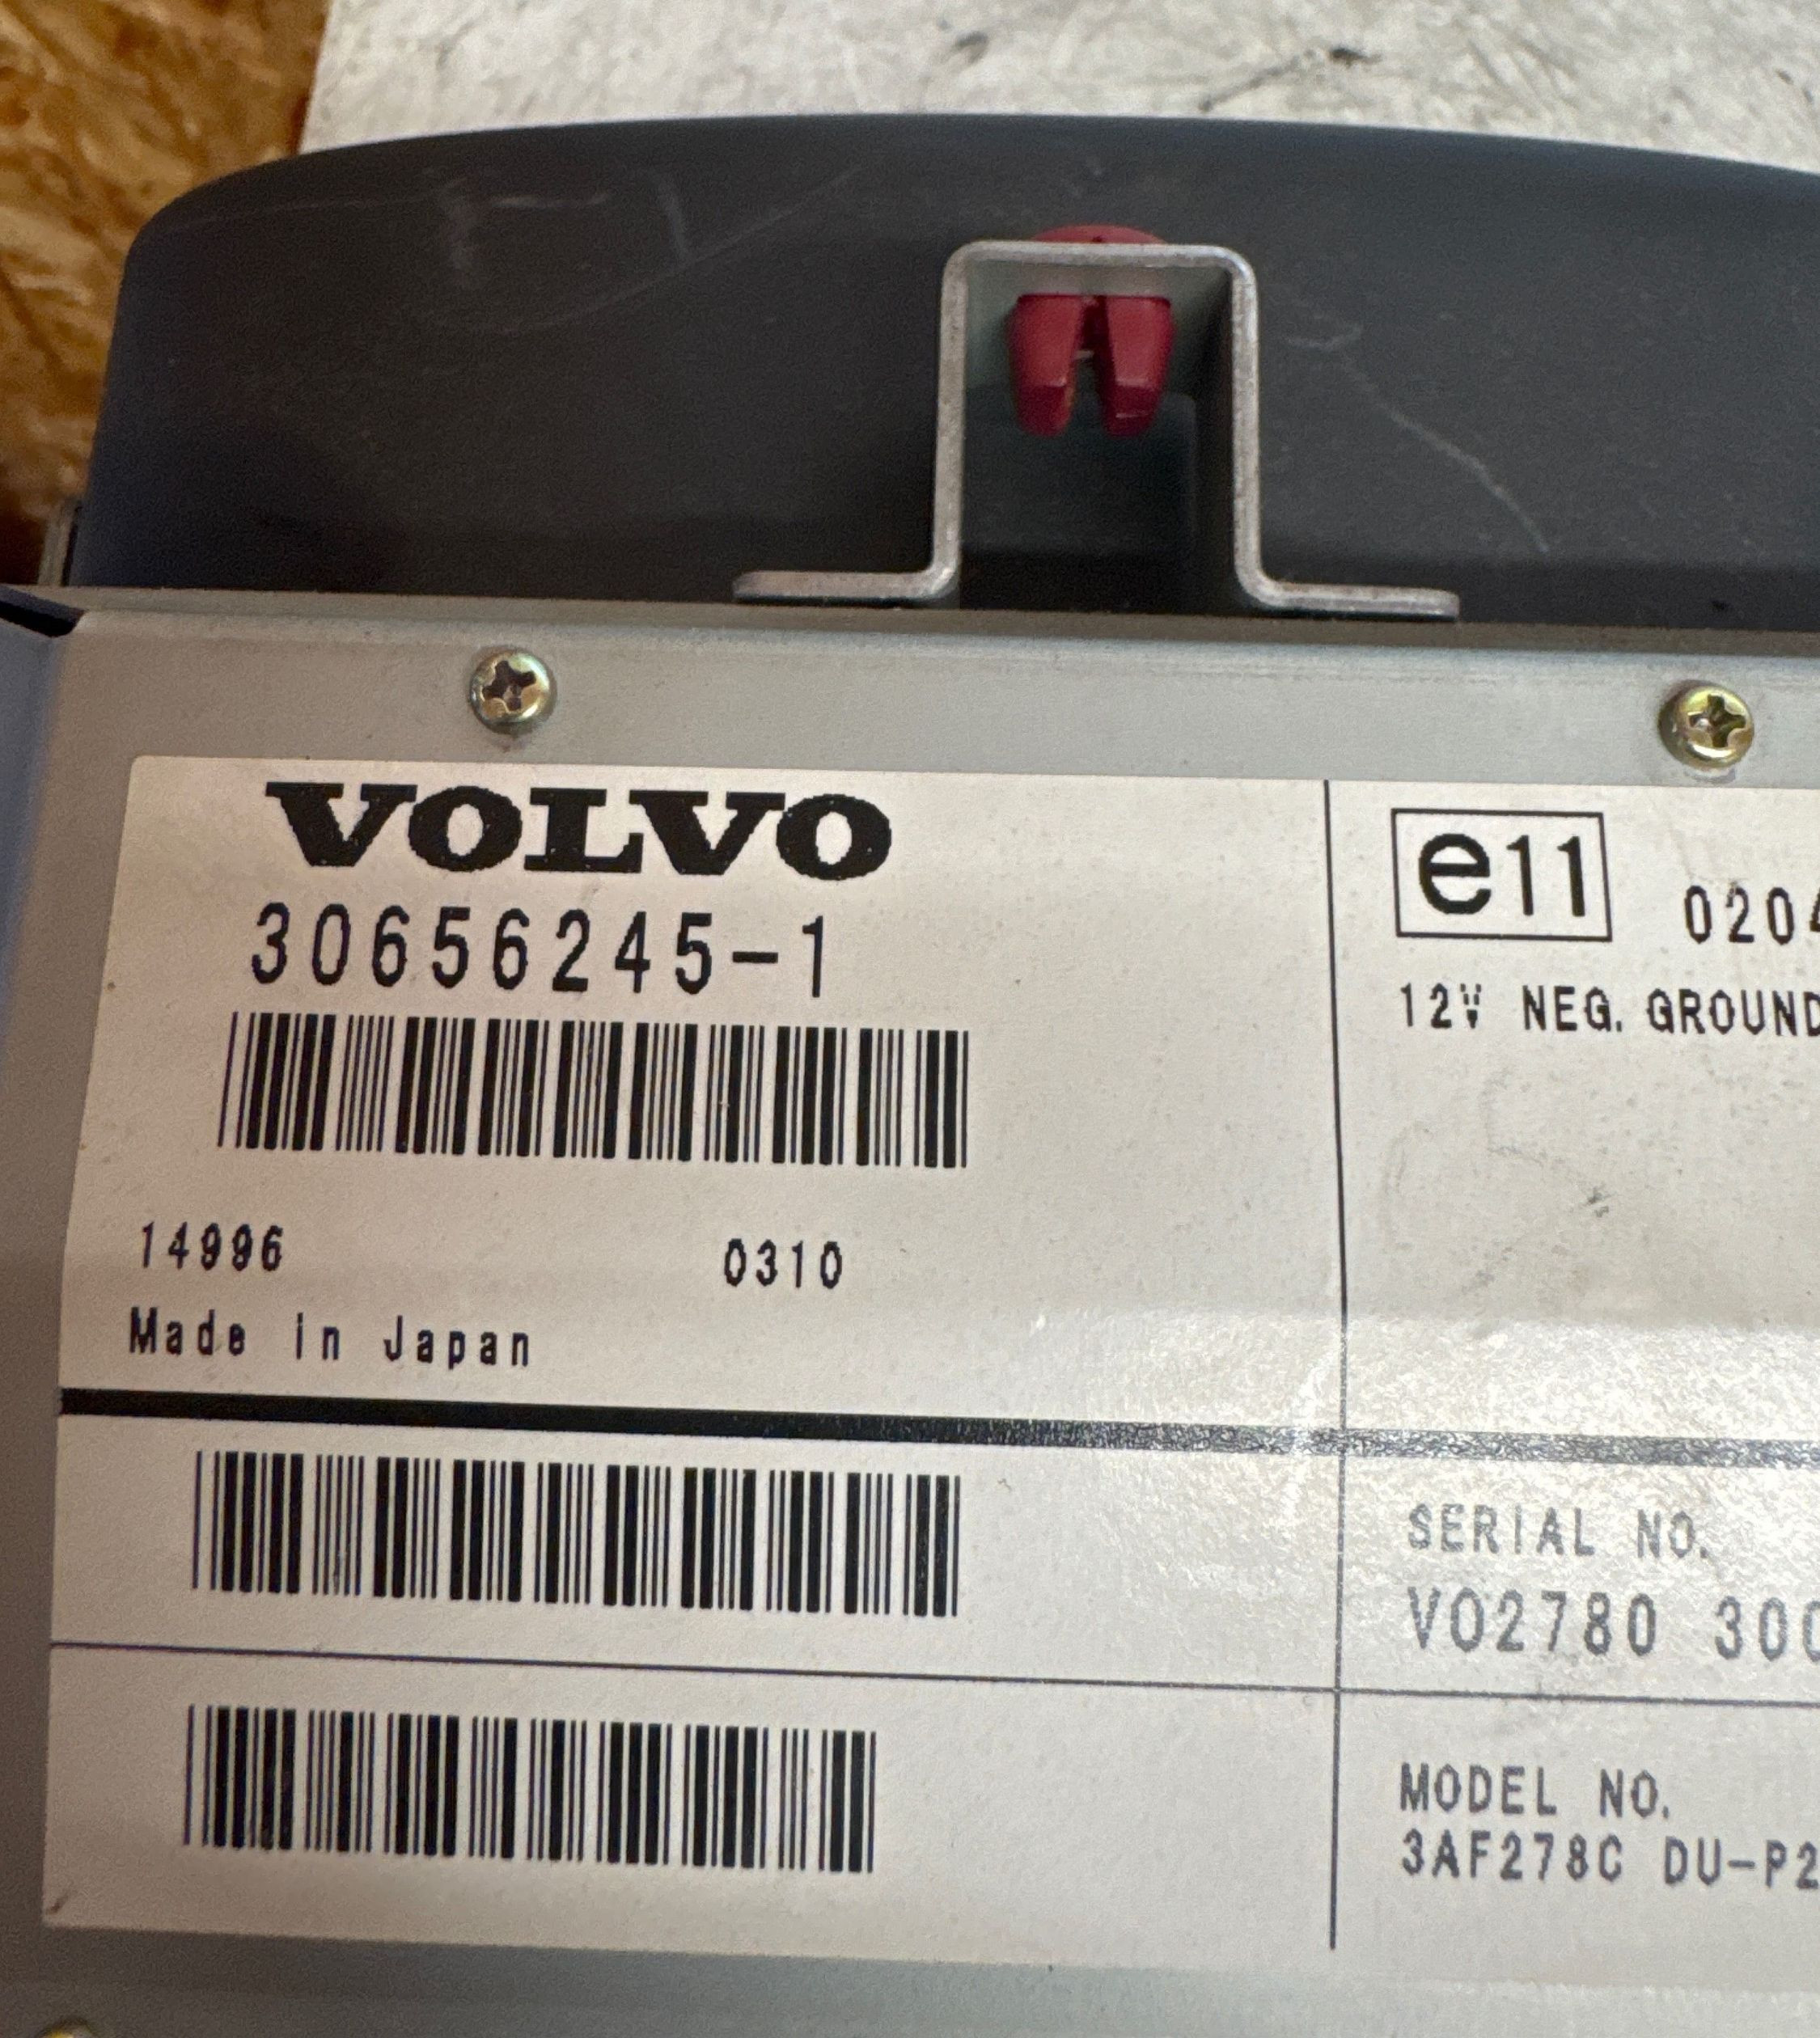 VOLVO
30656245-1
14996 0310
Made in Japan
e11 0204
12V NEG. GROUND
SERIAL NO.
VO2780 300
MODEL NO.
3AF278C DU-P2